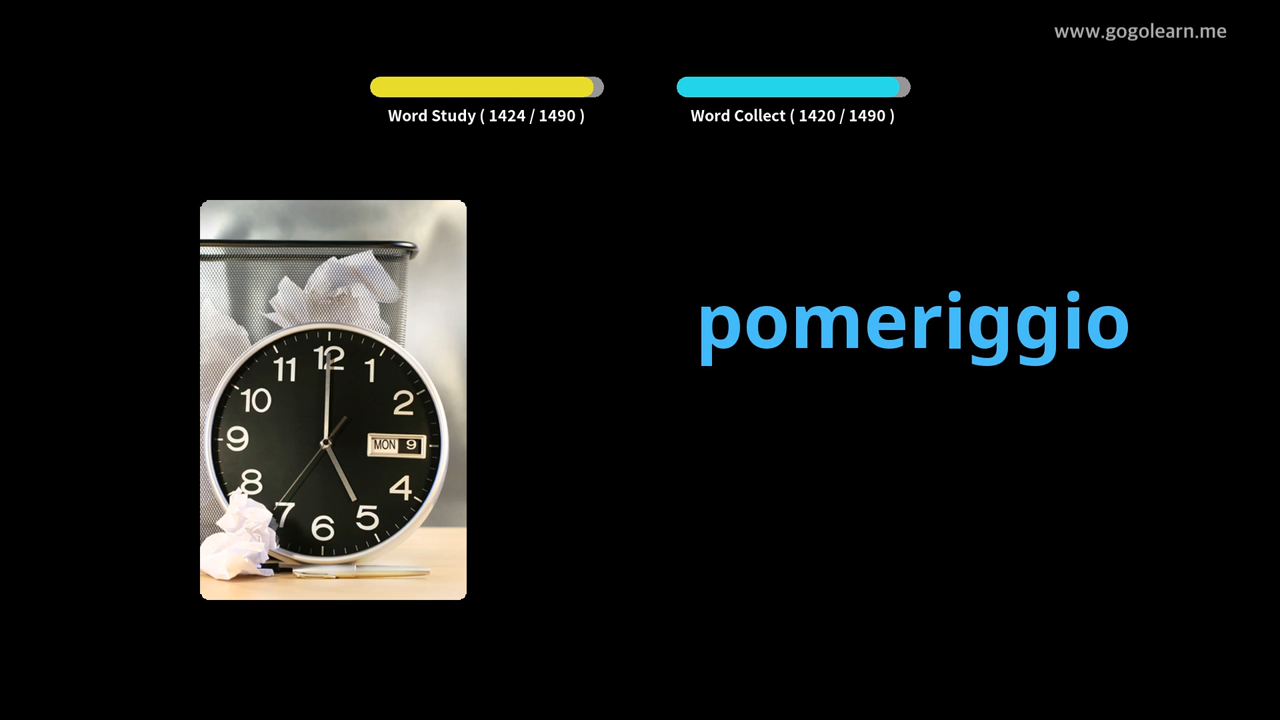 www.gogolearn.me
Word Study ( 1424 / 1490 )
Word Collect ( 1420 / 1490 )
pomeriggio
12
11
1
10
2
9
MON 9
8
4
7
5
6